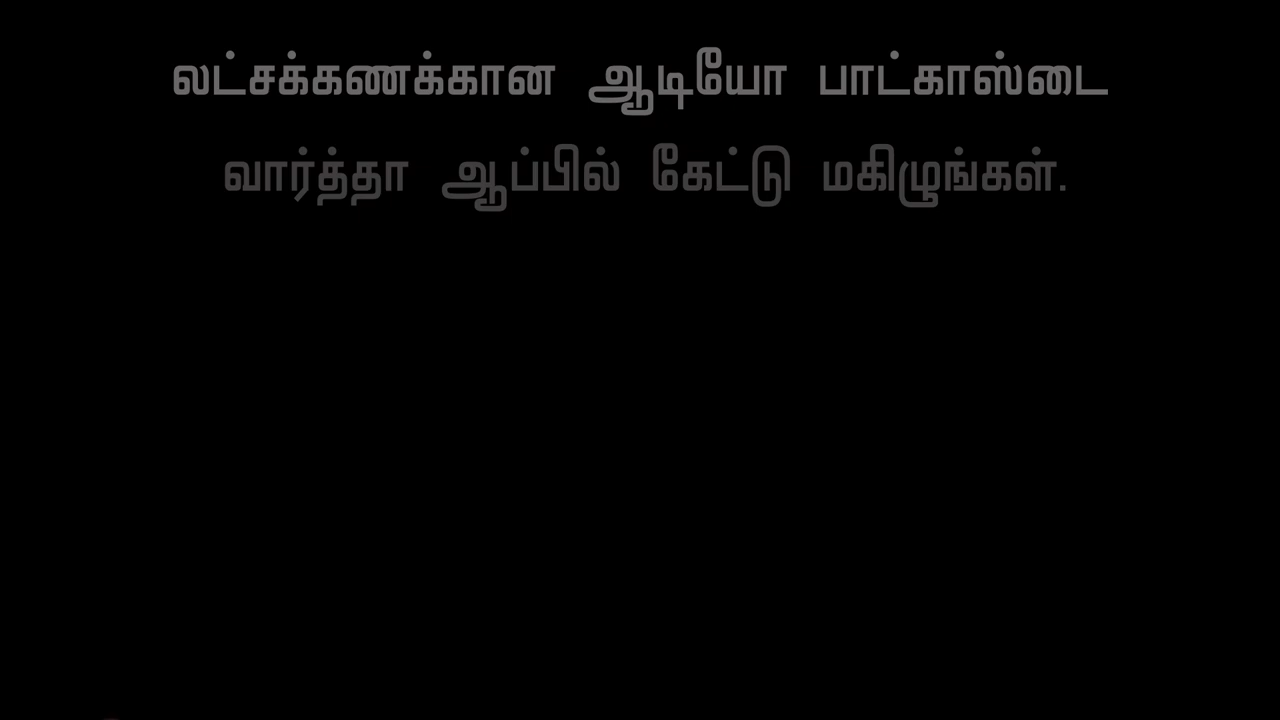 லட்சக்கணக்கான ஆடியோ பாட்காஸ்டை
வார்த்தா ஆப்பில் கேட்டு மகிழுங்கள்.